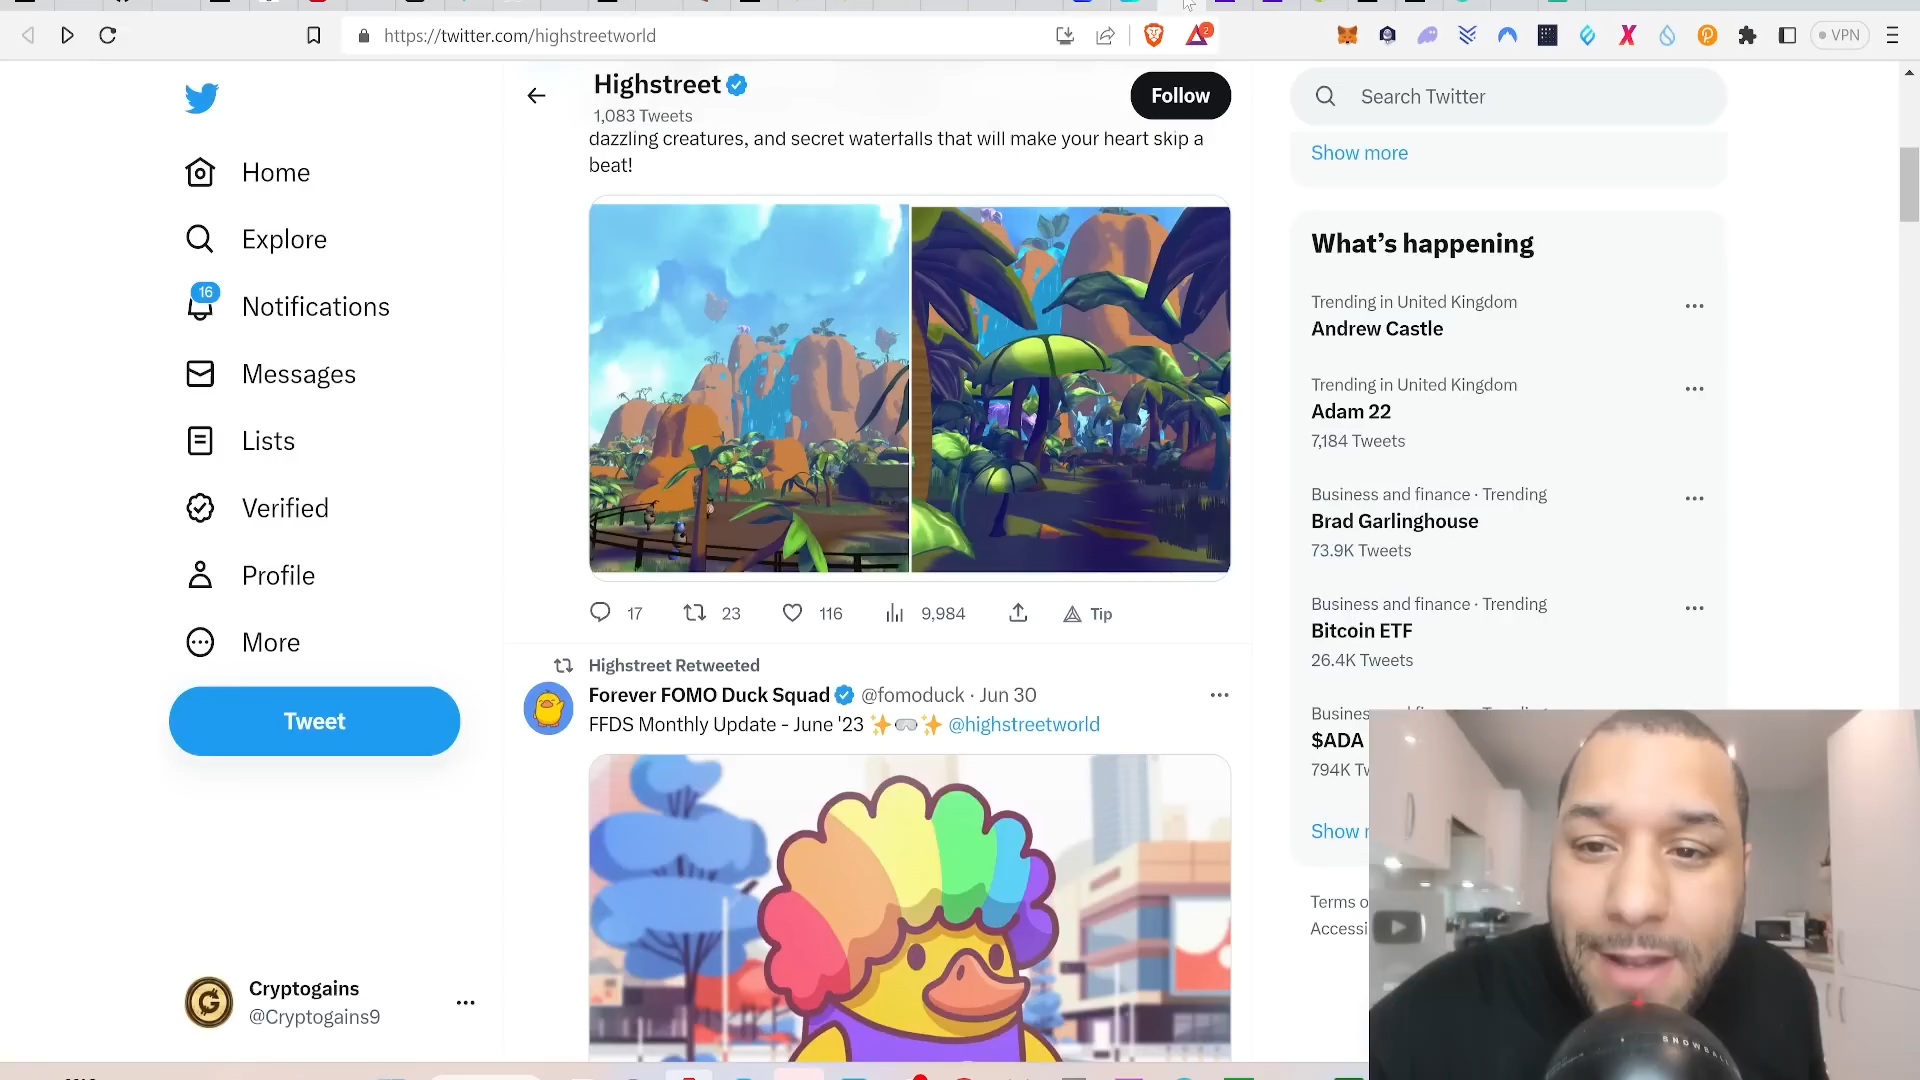 https://twitter.com/highstreetworld
2
VPN
Highstreet
1,083 Tweets
Follow
Search Twitter
dazzling creatures, and secret waterfalls that will make your heart skip a
beat!
Show more
Home
Explore
16
Notifications
Messages
Lists
Verified
Profile
More
Tweet
Cryptogains
@Cryptogains9
17
23
116
9,984
Tip
Highstreet Retweeted
Forever FOMO Duck Squad @fomoduck · Jun 30
FFDS Monthly Update - June '23 @highstreetworld
What's happening
Trending in United Kingdom
Andrew Castle
Trending in United Kingdom
Adam 22
7,184 Tweets
Business and finance · Trending
Brad Garlinghouse
73.9K Tweets
Business and finance · Trending
Bitcoin ETF
26.4K Tweets
$ADA
794K
Show
Terms